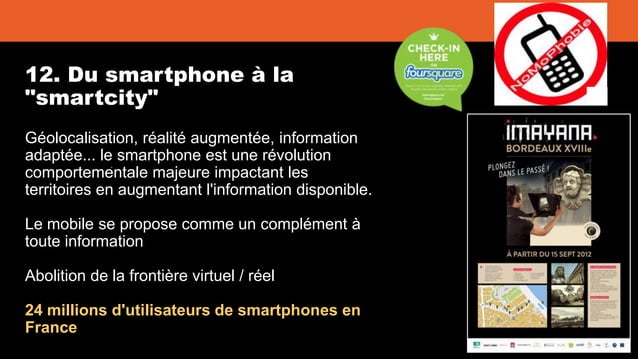 12. Du smartphone à la
"smartcity"
Géolocalisation, réalité augmentée, information
adaptée... le smartphone est une révolution
comportementale majeure impactant les
territoires en augmentant l'information disponible.
Le mobile se propose comme un complément à
toute information
Abolition de la frontière virtuel / réel
24 millions d'utilisateurs de smartphones en
France
CHECK-IN
HERE
ON
foursquare
NoMoPhobie
IMAYANA
BORDEAUX XVIIIe
PLONGEZ
DANS LE PASSÉ !
À PARTIR DU 15 SEPT 2012